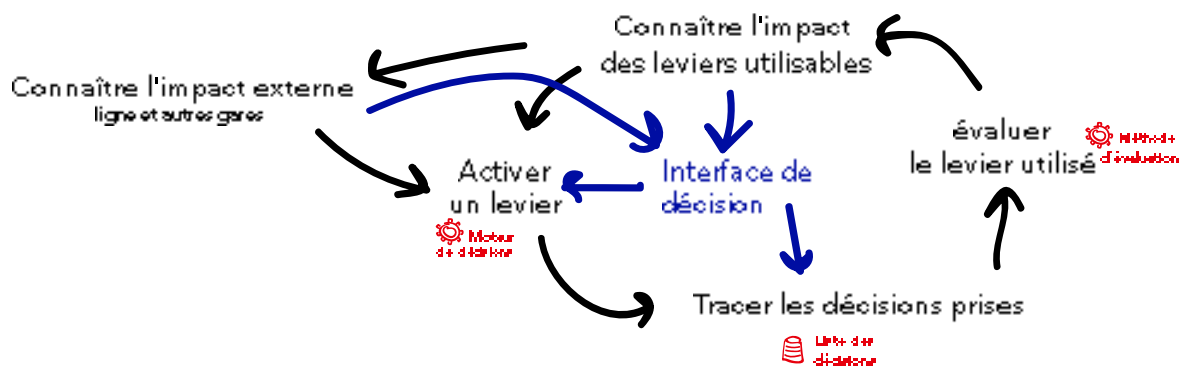 Connaître l'impact
des leviers utilisables
Connaître l'impact externe
ligne et autres gares
évaluer
le levier utilisé
Méthode
d'évaluation
Activer
un levier
Moteur
de décisions
Interface de
décision
Tracer les décisions prises
Liste des
décisions